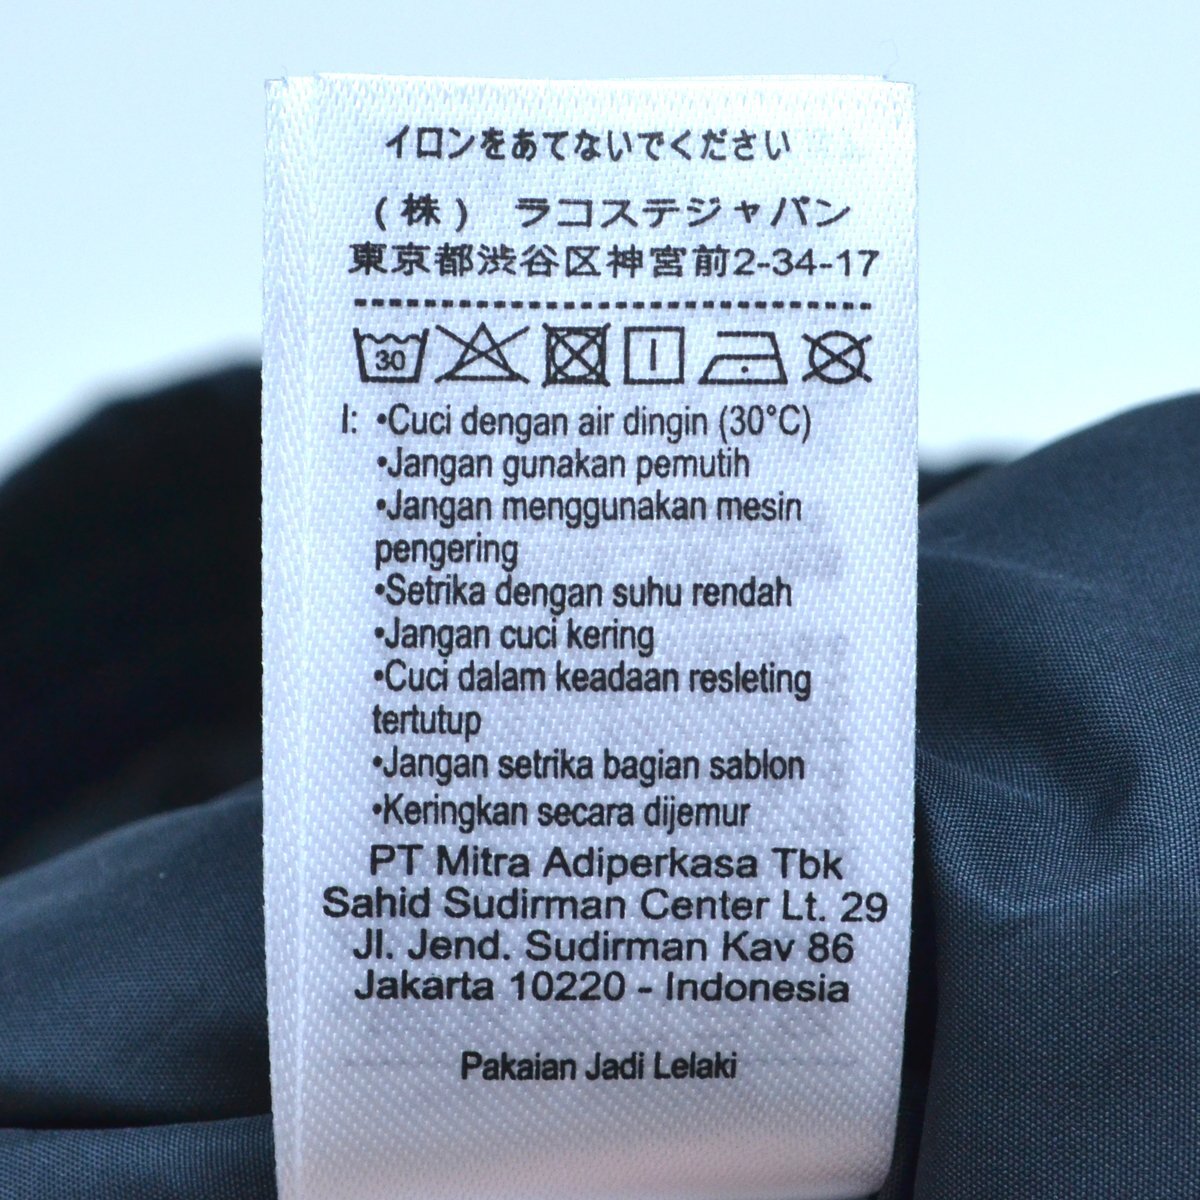 イロンをあてないでください
(株) ラコステジャパン
東京都渋谷区神宮前2-34-17
30
I: •Cuci dengan air dingin (30°C)
•Jangan gunakan pemutih
•Jangan menggunakan mesin
pengering
•Setrika dengan suhu rendah
•Jangan cuci kering
•Cuci dalam keadaan resleting
tertutup
•Jangan setrika bagian sablon
•Keringkan secara dijemur
PT Mitra Adiperkasa Tbk
Sahid Sudirman Center Lt. 29
Jl. Jend. Sudirman Kav 86
Jakarta 10220 - Indonesia
Pakaian Jadi Lelaki